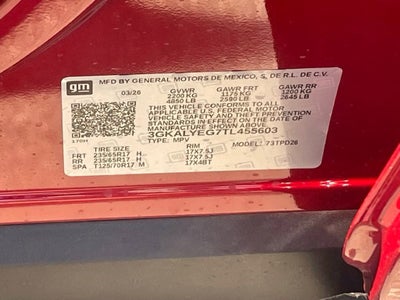 gm
MFD BY GENERAL MOTORS DE MEXICO, S. DE R.L. DE C.V.
03/26 GVWR GAWR FRT GAWR RR
2200 KG 1175 KG 1200 KG
4850 LB 2590 LB 2645 LB
THIS VEHICLE CONFORMS TO ALL APPLICABLE
U.S. FEDERAL MOTOR VEHICLE
SAFETY, AND THEFT PREVENTION STANDARDS
IN EFFECT ON THE DATE OF
MANUFACTURE SHOWN ABOVE.
3GKALYEG7TL455603
TYPE: MPV MODEL: 73TPD26
TIRE SIZE RIM
FRT 235/65R17 H 17X7.5J
RR 235/65R17 H 17X7.5J
SPA T125/70R17 M 17X4BT